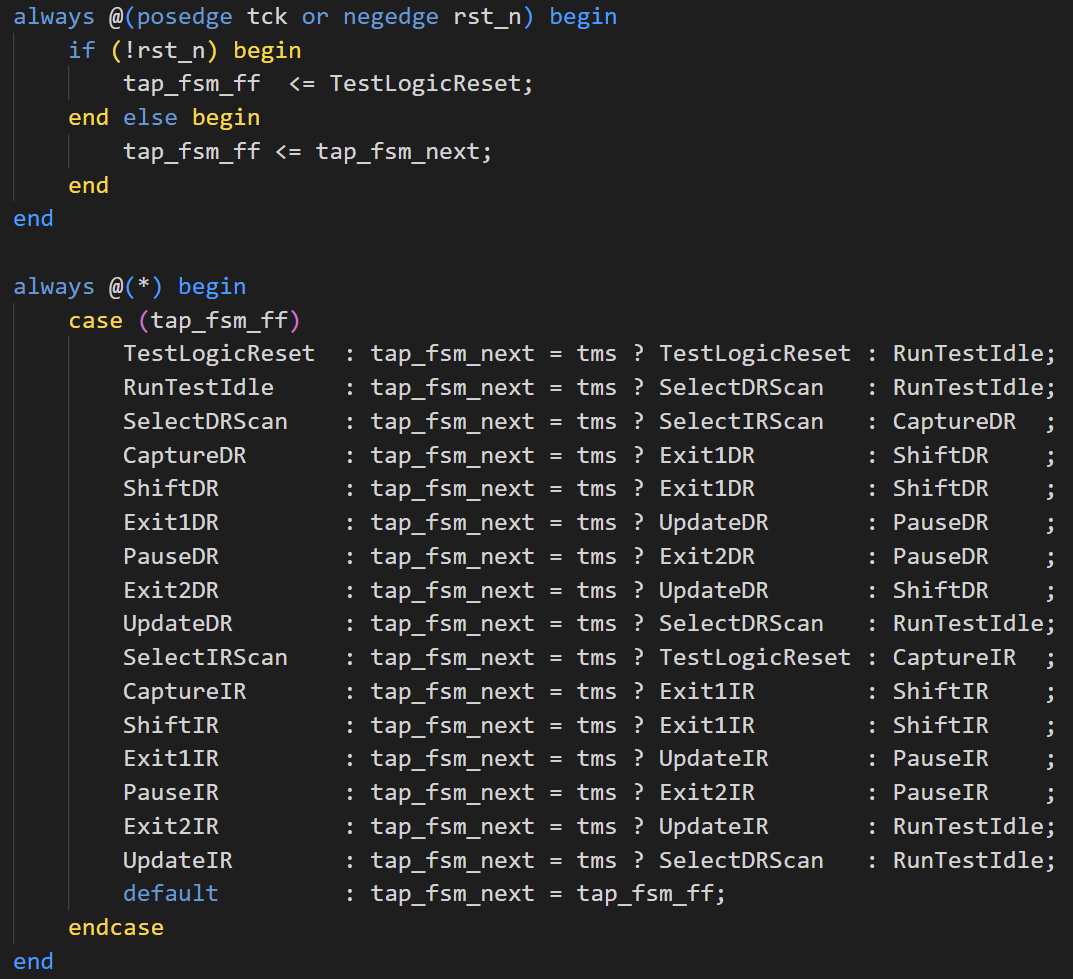 always @(posedge tck or negedge rst_n) begin
    if (!rst_n) begin
        tap_fsm_ff  <= TestLogicReset;
    end else begin
        tap_fsm_ff <= tap_fsm_next;
    end
end

always @(*) begin
    case (tap_fsm_ff)
        TestLogicReset  : tap_fsm_next = tms ? TestLogicReset : RunTestIdle;
        RunTestIdle     : tap_fsm_next = tms ? SelectDRScan   : RunTestIdle;
        SelectDRScan    : tap_fsm_next = tms ? SelectIRScan   : CaptureDR  ;
        CaptureDR       : tap_fsm_next = tms ? Exit1DR        : ShiftDR    ;
        ShiftDR         : tap_fsm_next = tms ? Exit1DR        : ShiftDR    ;
        Exit1DR         : tap_fsm_next = tms ? UpdateDR       : PauseDR    ;
        PauseDR         : tap_fsm_next = tms ? Exit2DR        : PauseDR    ;
        Exit2DR         : tap_fsm_next = tms ? UpdateDR       : ShiftDR    ;
        UpdateDR        : tap_fsm_next = tms ? SelectDRScan   : RunTestIdle;
        SelectIRScan    : tap_fsm_next = tms ? TestLogicReset : CaptureIR  ;
        CaptureIR       : tap_fsm_next = tms ? Exit1IR        : ShiftIR    ;
        ShiftIR         : tap_fsm_next = tms ? Exit1IR        : ShiftIR    ;
        Exit1IR         : tap_fsm_next = tms ? UpdateIR       : PauseIR    ;
        PauseIR         : tap_fsm_next = tms ? Exit2IR        : PauseIR    ;
        Exit2IR         : tap_fsm_next = tms ? UpdateIR       : RunTestIdle;
        UpdateIR        : tap_fsm_next = tms ? SelectDRScan   : RunTestIdle;
        default         : tap_fsm_next = tap_fsm_ff;
    endcase
end